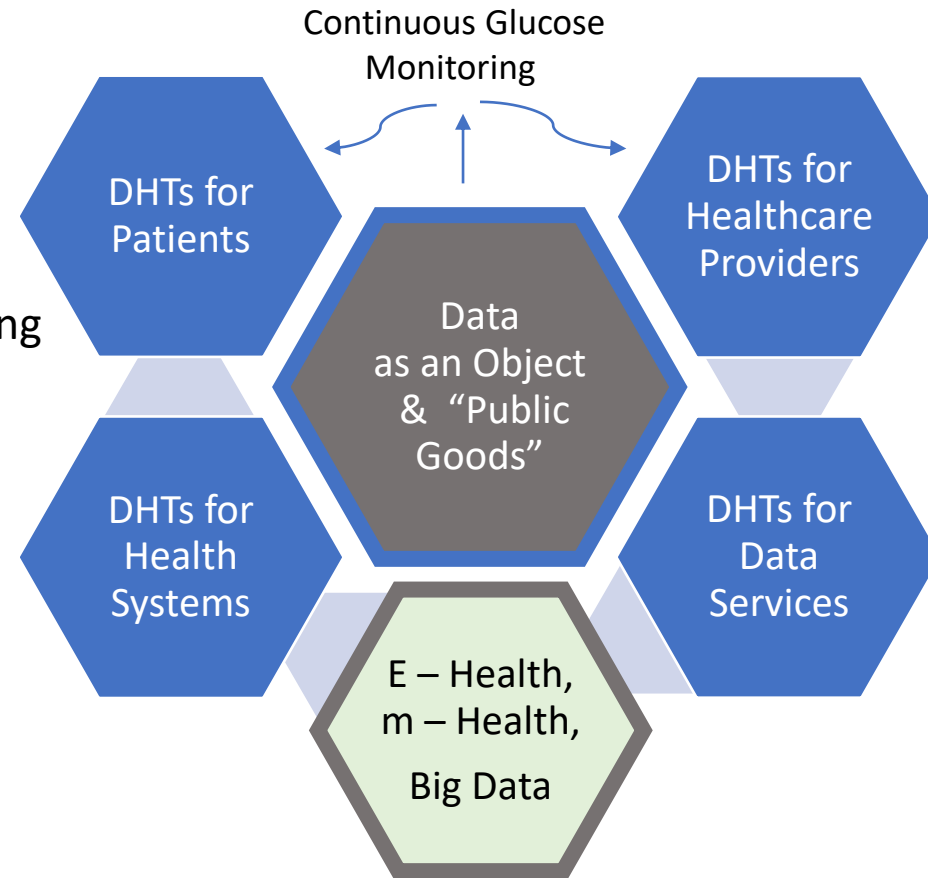 Continuous Glucose
Monitoring
DHTs for
Patients
DHTs for
Healthcare
Providers
ng
Data
as an Object
& “Public
Goods”
DHTs for
Health
Systems
DHTs for
Data
Services
E – Health,
m – Health,
Big Data